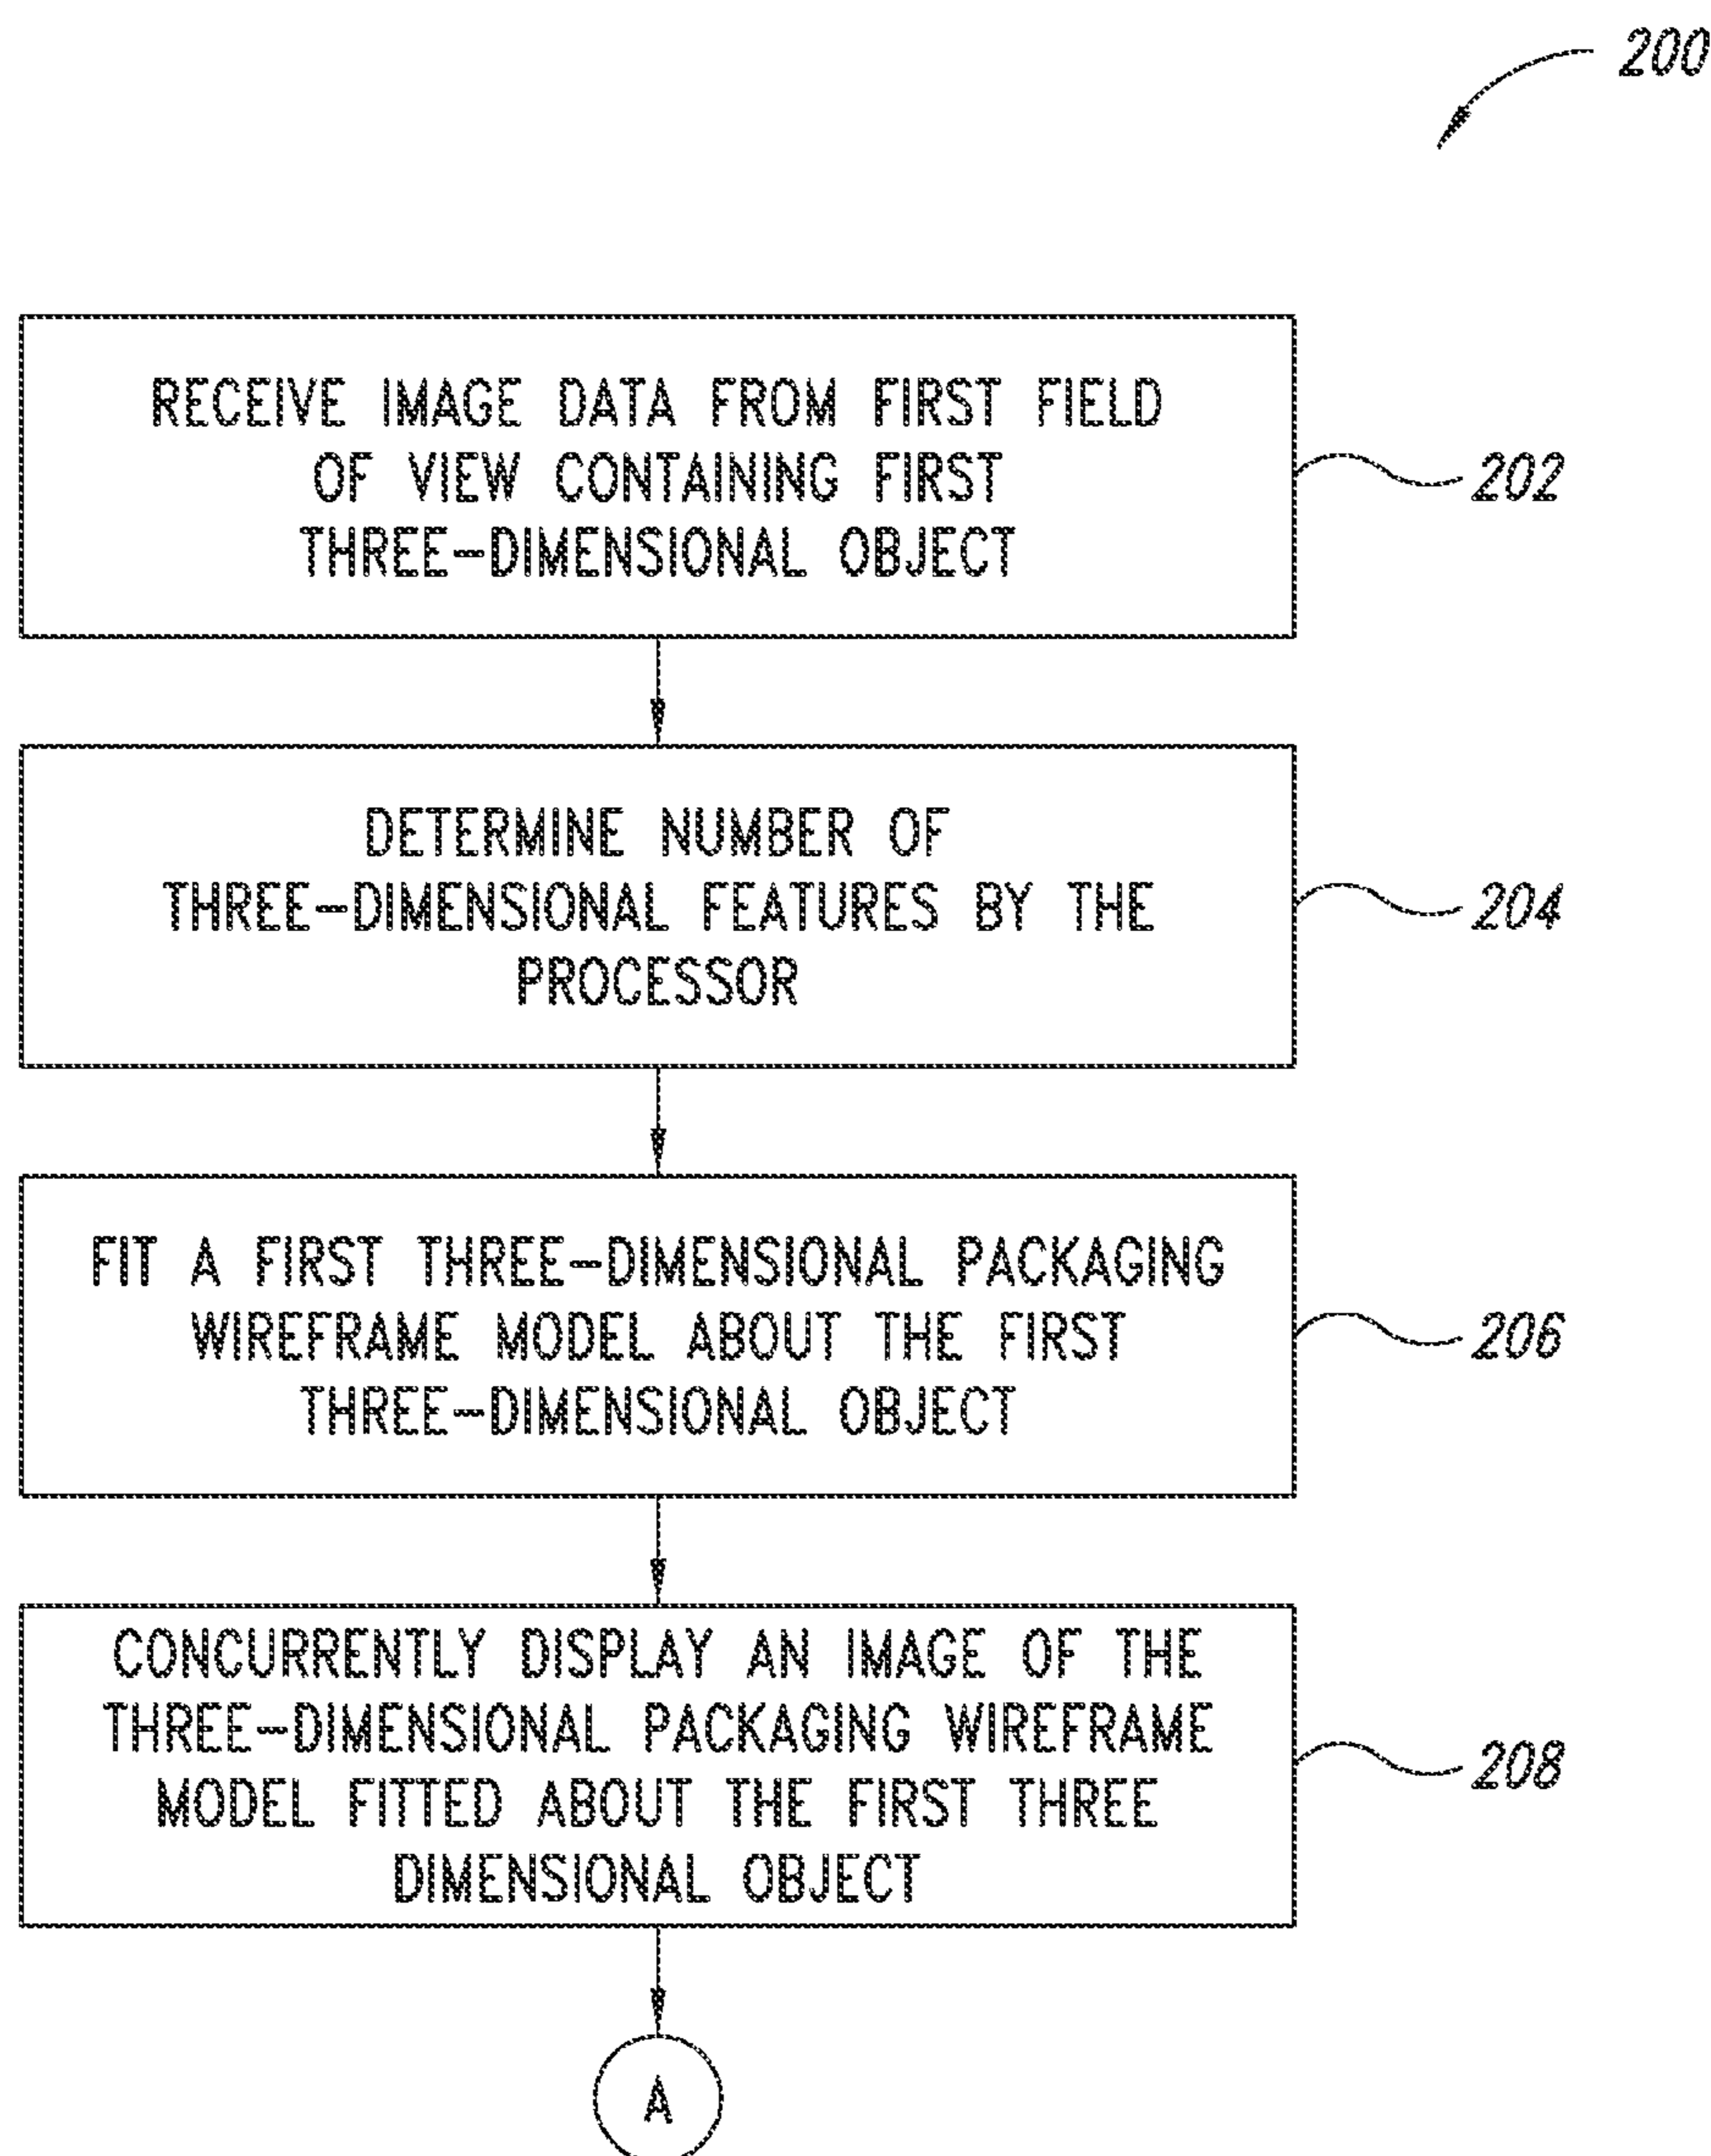 200
RECEIVE IMAGE DATA FROM FIRST FIELD
OF VIEW CONTAINING FIRST
THREE-DIMENSIONAL OBJECT
202
DETERMINE NUMBER OF
THREE-DIMENSIONAL FEATURES BY THE
PROCESSOR
204
FIT A FIRST THREE-DIMENSIONAL PACKAGING
WIREFRAME MODEL ABOUT THE FIRST
THREE-DIMENSIONAL OBJECT
206
CONCURRENTLY DISPLAY AN IMAGE OF THE
THREE-DIMENSIONAL PACKAGING WIREFRAME
MODEL FITTED ABOUT THE FIRST THREE
DIMENSIONAL OBJECT
208
A